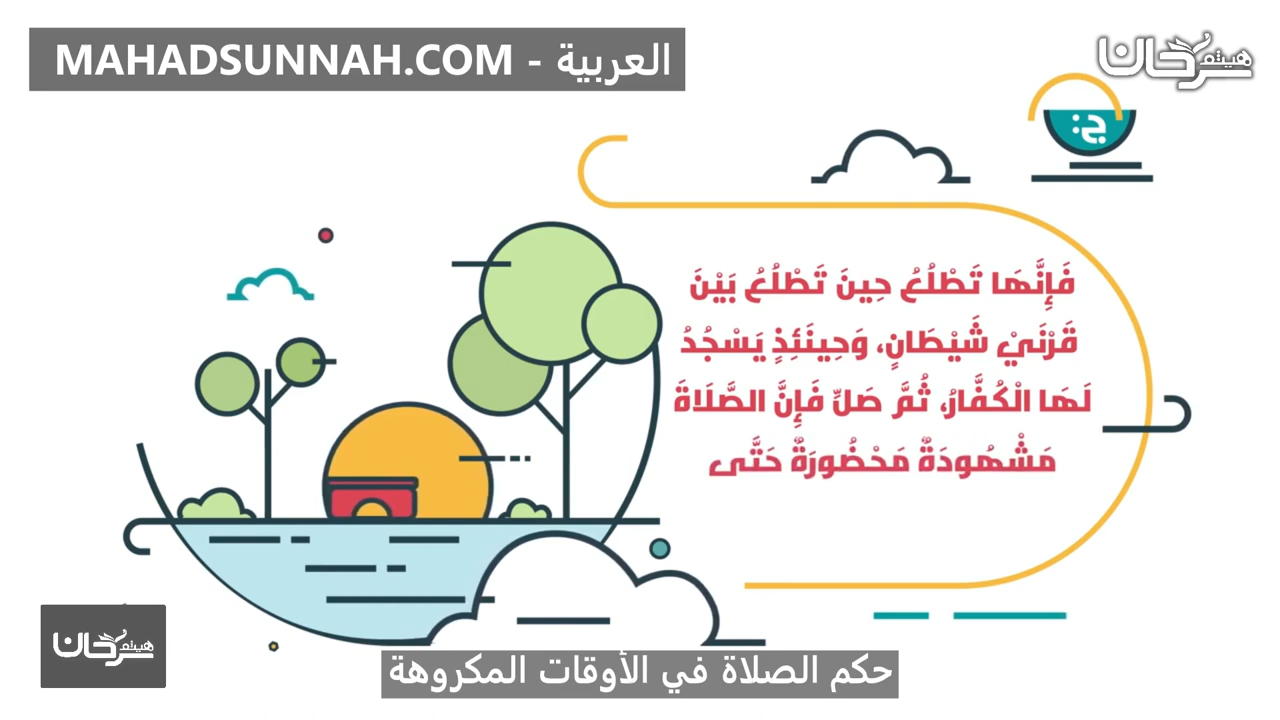 MAHADSUNNAH.COM - العربية
هيثم سرحان
ج:
فَإِنَّهَا تَطْلُعُ حِينَ تَطْلُعُ بَيْنَ
قَرْنَيْ شَيْطَانٍ، وَحِينَئِذٍ يَسْجُدُ
لَهَا الْكُفَّارُ، ثُمَّ صَلِّ فَإِنَّ الصَّلَاةَ
مَشْهُودَةٌ مَحْضُورَةٌ حَتَّى
هيثم سرحان
حكم الصلاة في الأوقات المكروهة